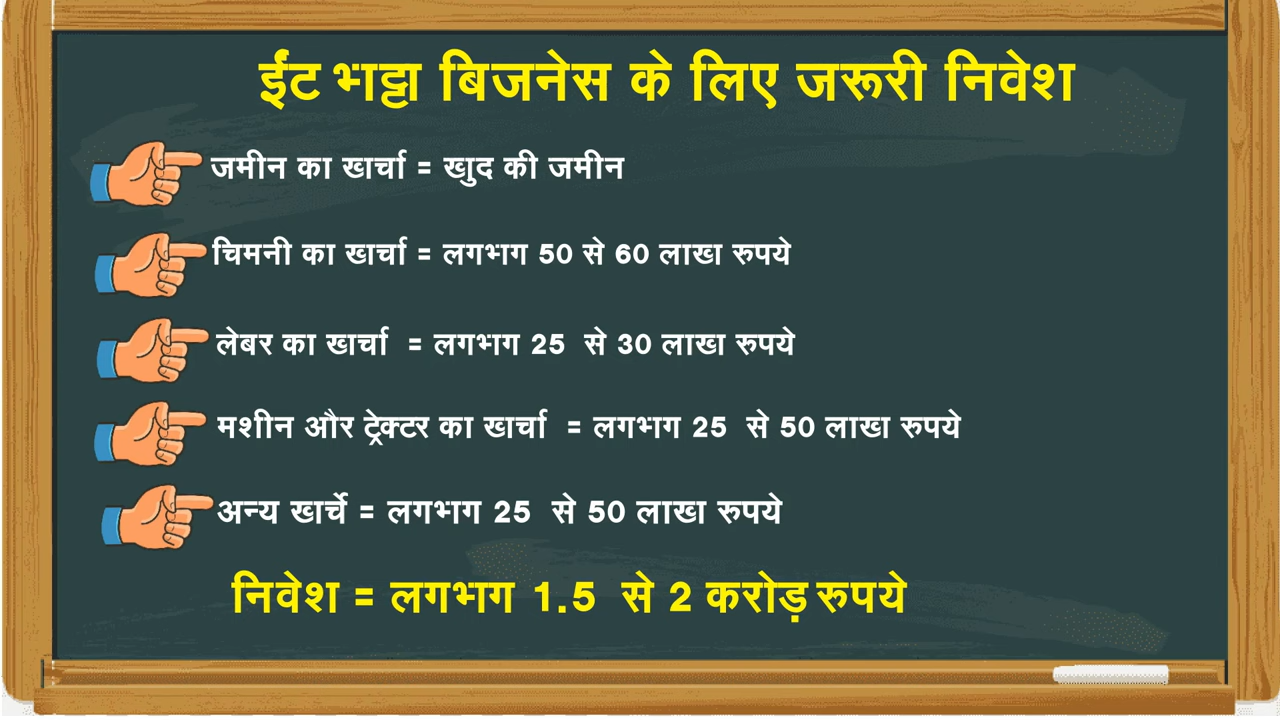 ईंट भाट्ठा बिजनेस के लिए जरूरी निवेश
जमीन का खार्चा = खुद की जमीन
चिमनी का खार्चा = लगभग 50 से 60 लाखा रुपये
लेबर का खार्चा = लगभग 25 से 30 लाखा रुपये
मशीन और ट्रेक्टर का खार्चा = लगभग 25 से 50 लाखा रुपये
अन्य खार्चे = लगभग 25 से 50 लाखा रुपये
निवेश = लगभग 1.5 से 2 करोड़ रुपये